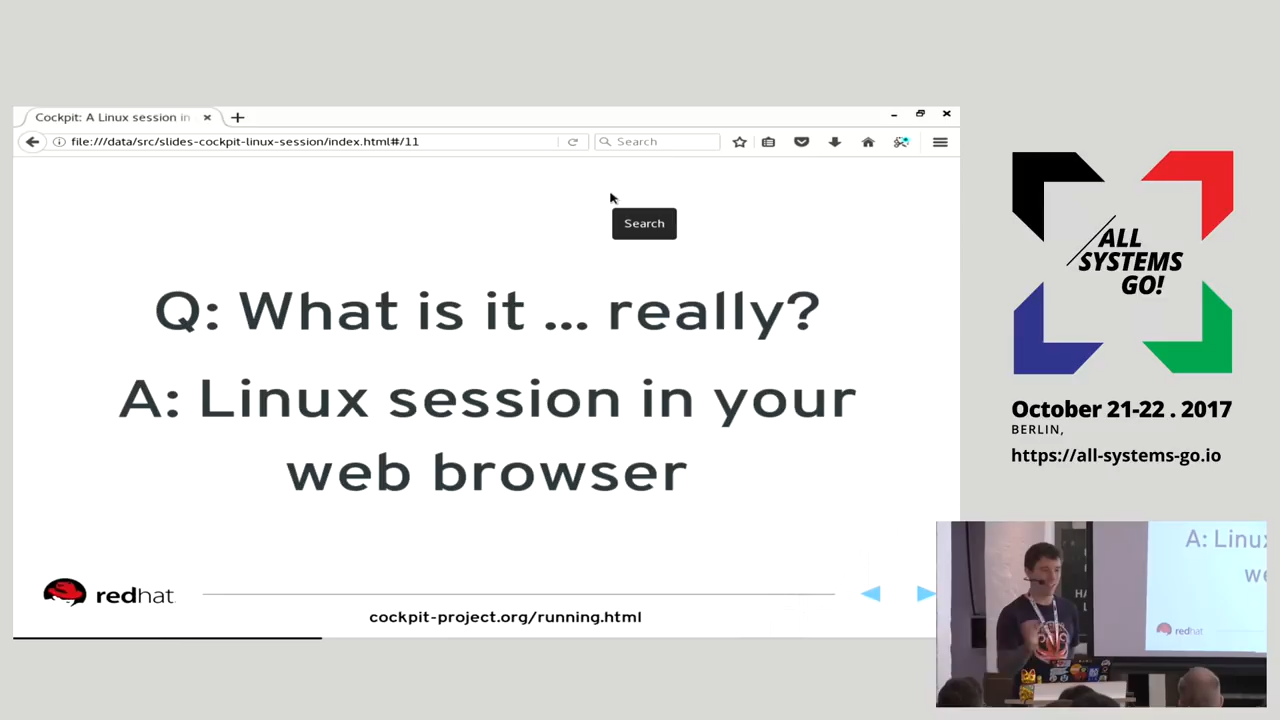 Cockpit: A Linux session in
file:///data/src/slides-cockpit-linux-session/index.html#/11
Search
Search
Q: What is it ... really?
A: Linux session in your
web browser
redhat.
cockpit-project.org/running.html
ALL
SYSTEMS
GO!
October 21-22 . 2017
BERLIN,
https://all-systems-go.io
A: Linux
we
redhat